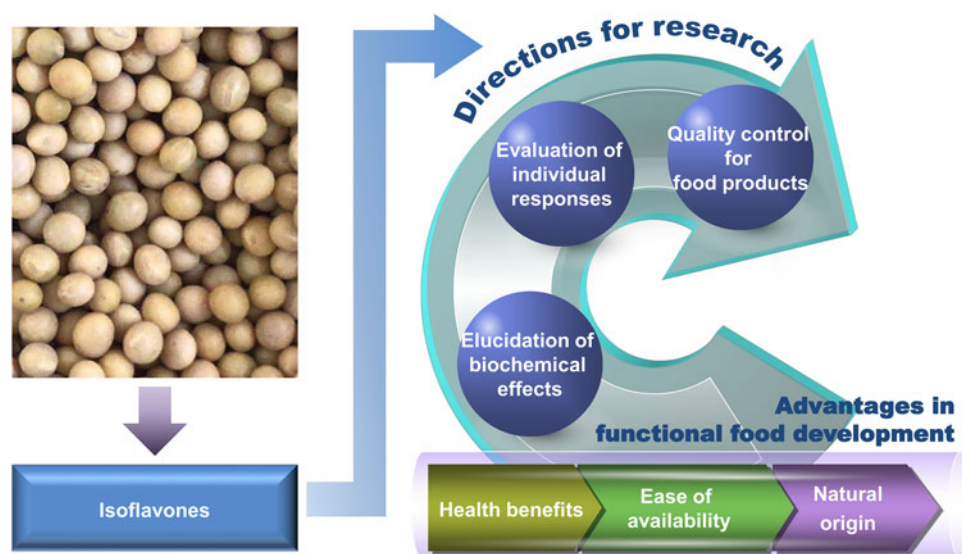 Directions for research
Evaluation of
individual
responses
Quality control
for
food products
Elucidation of
biochemical
effects
Isoflavones
Advantages in
functional food development
Health benefits
Ease of
availability
Natural
origin